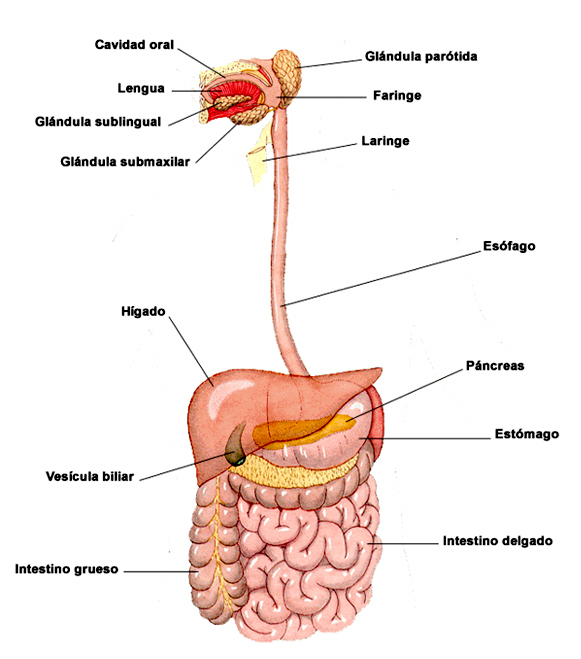 Cavidad oral
Glándula parótida
Lengua
Faringe
Glándula sublingual
Laringe
Glándula submaxilar
Esófago
Hígado
Páncreas
Estómago
Vesícula biliar
Intestino delgado
Intestino grueso